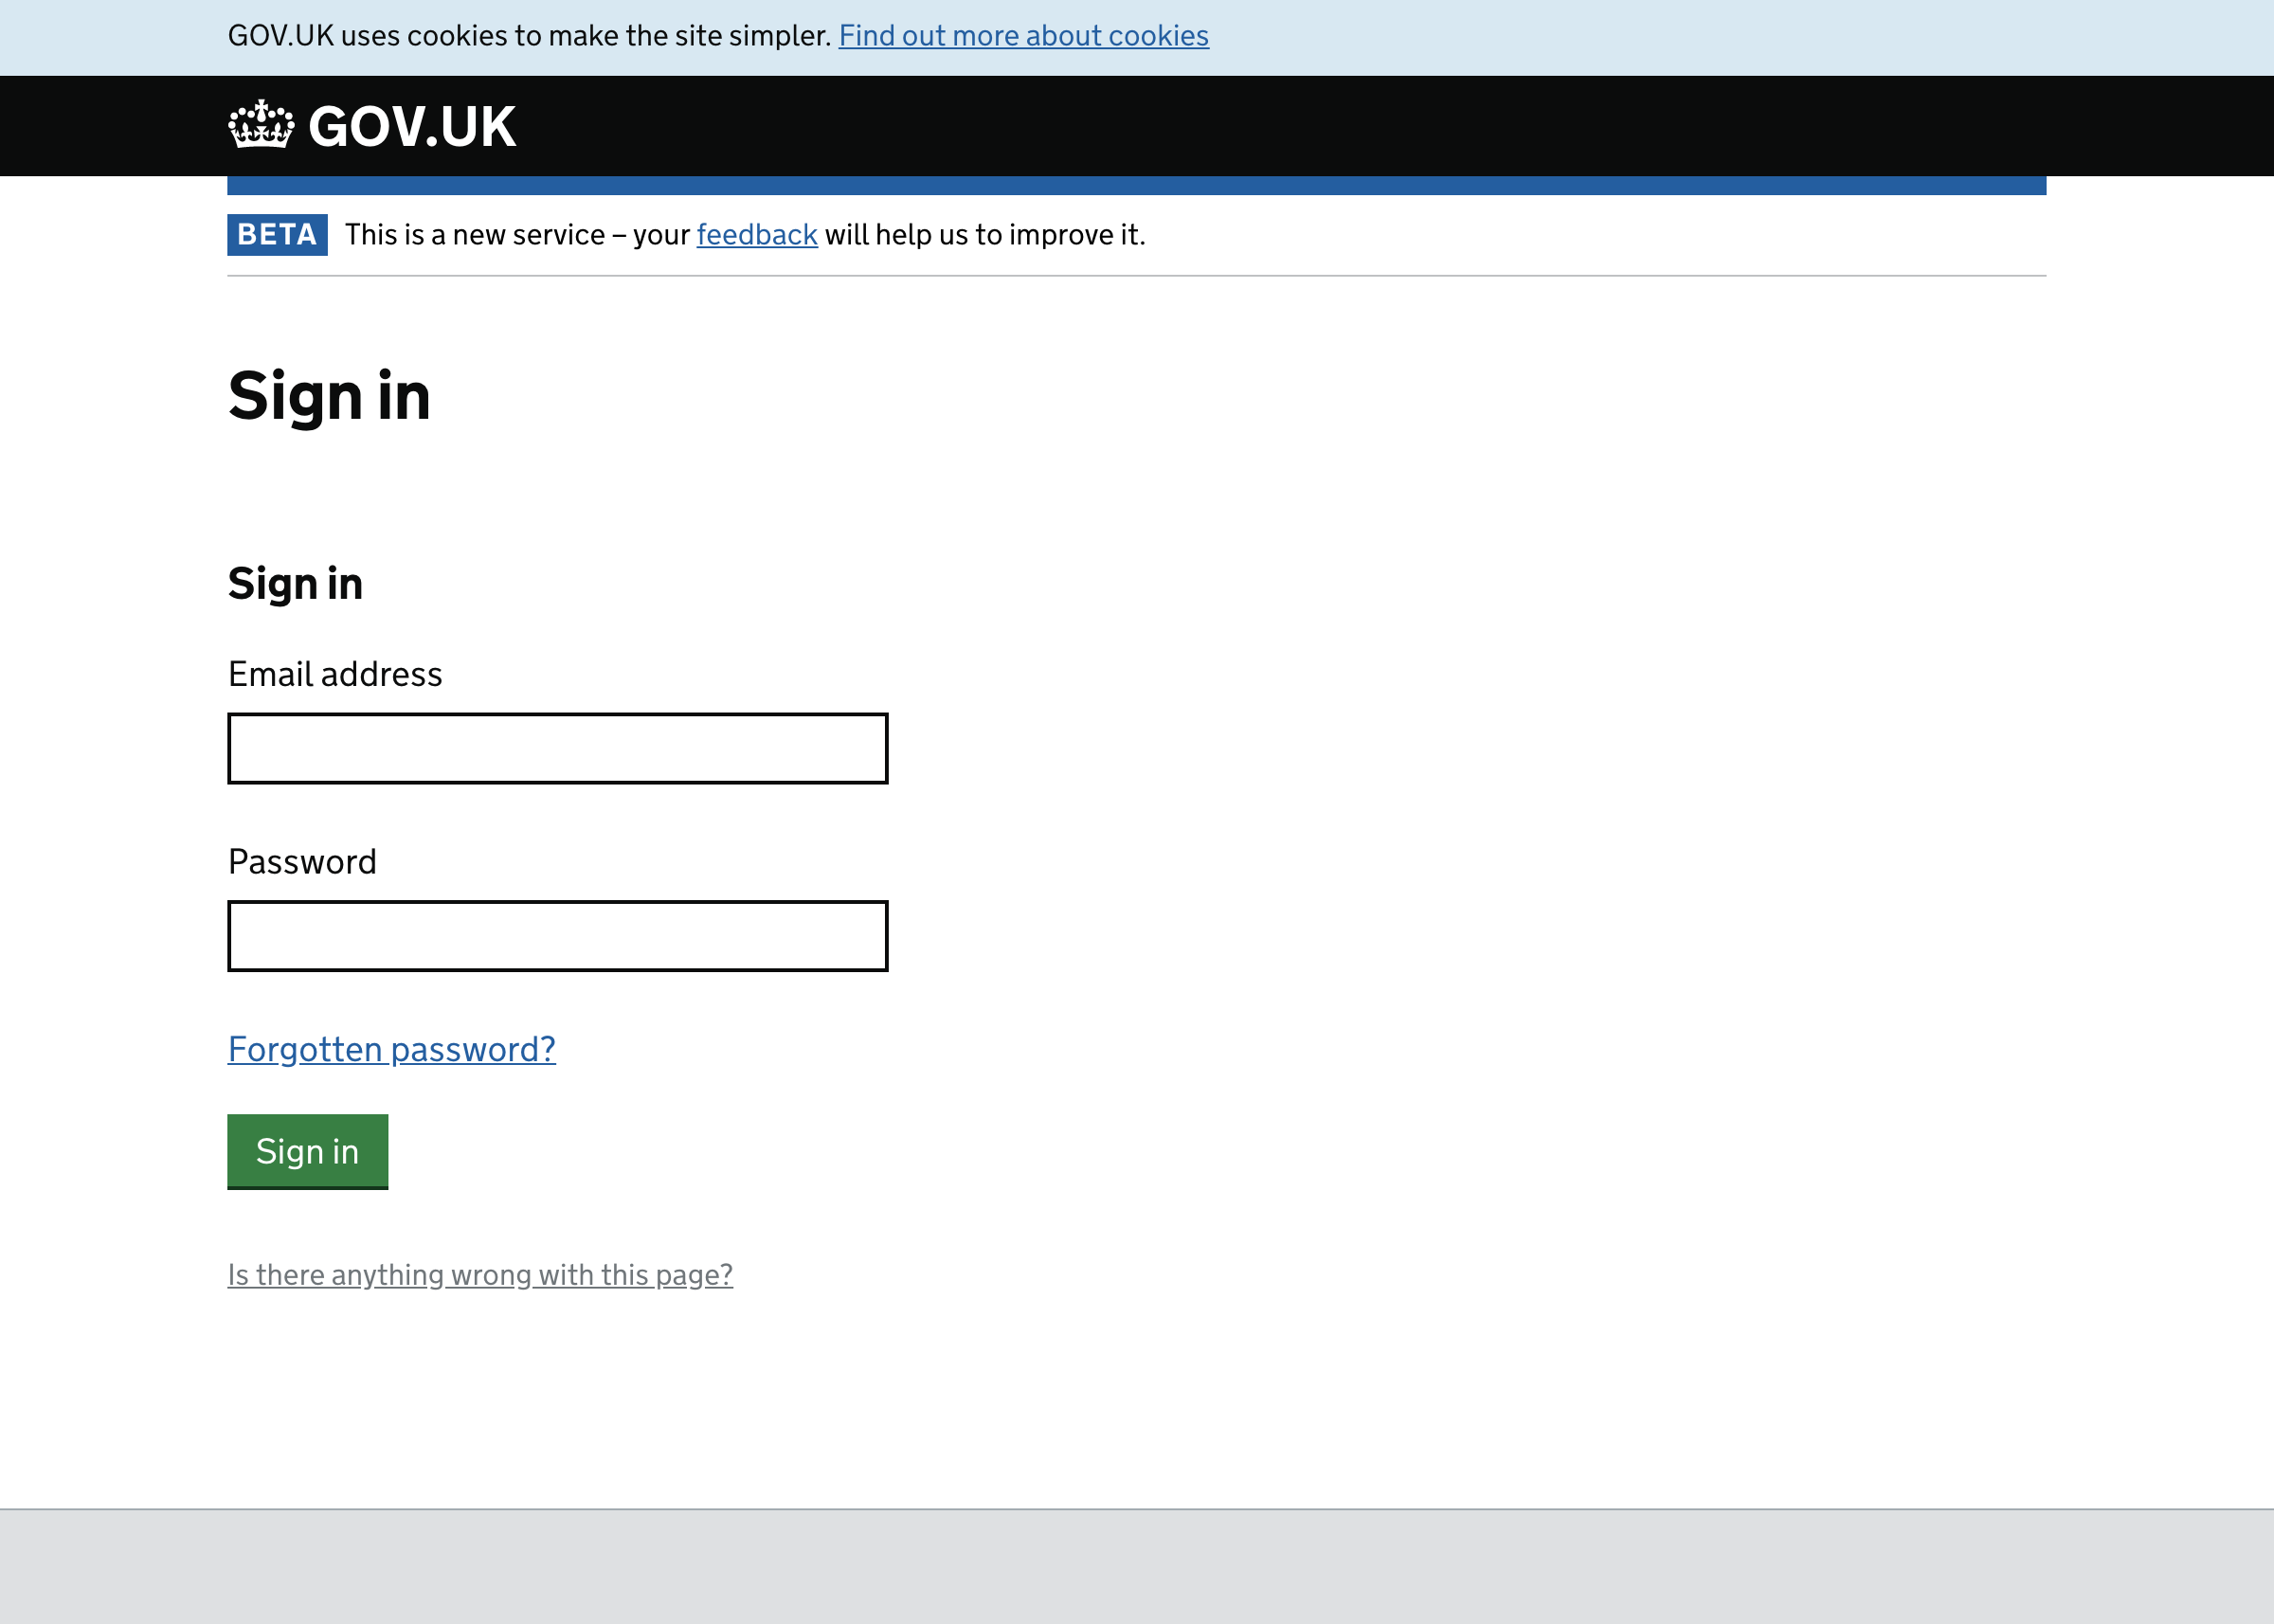 GOV.UK uses cookies to make the site simpler. Find out more about cookies
GOV.UK
BETA This is a new service – your feedback will help us to improve it.
Sign in
Sign in
Email address
Password
Forgotten password?
Sign in
Is there anything wrong with this page?